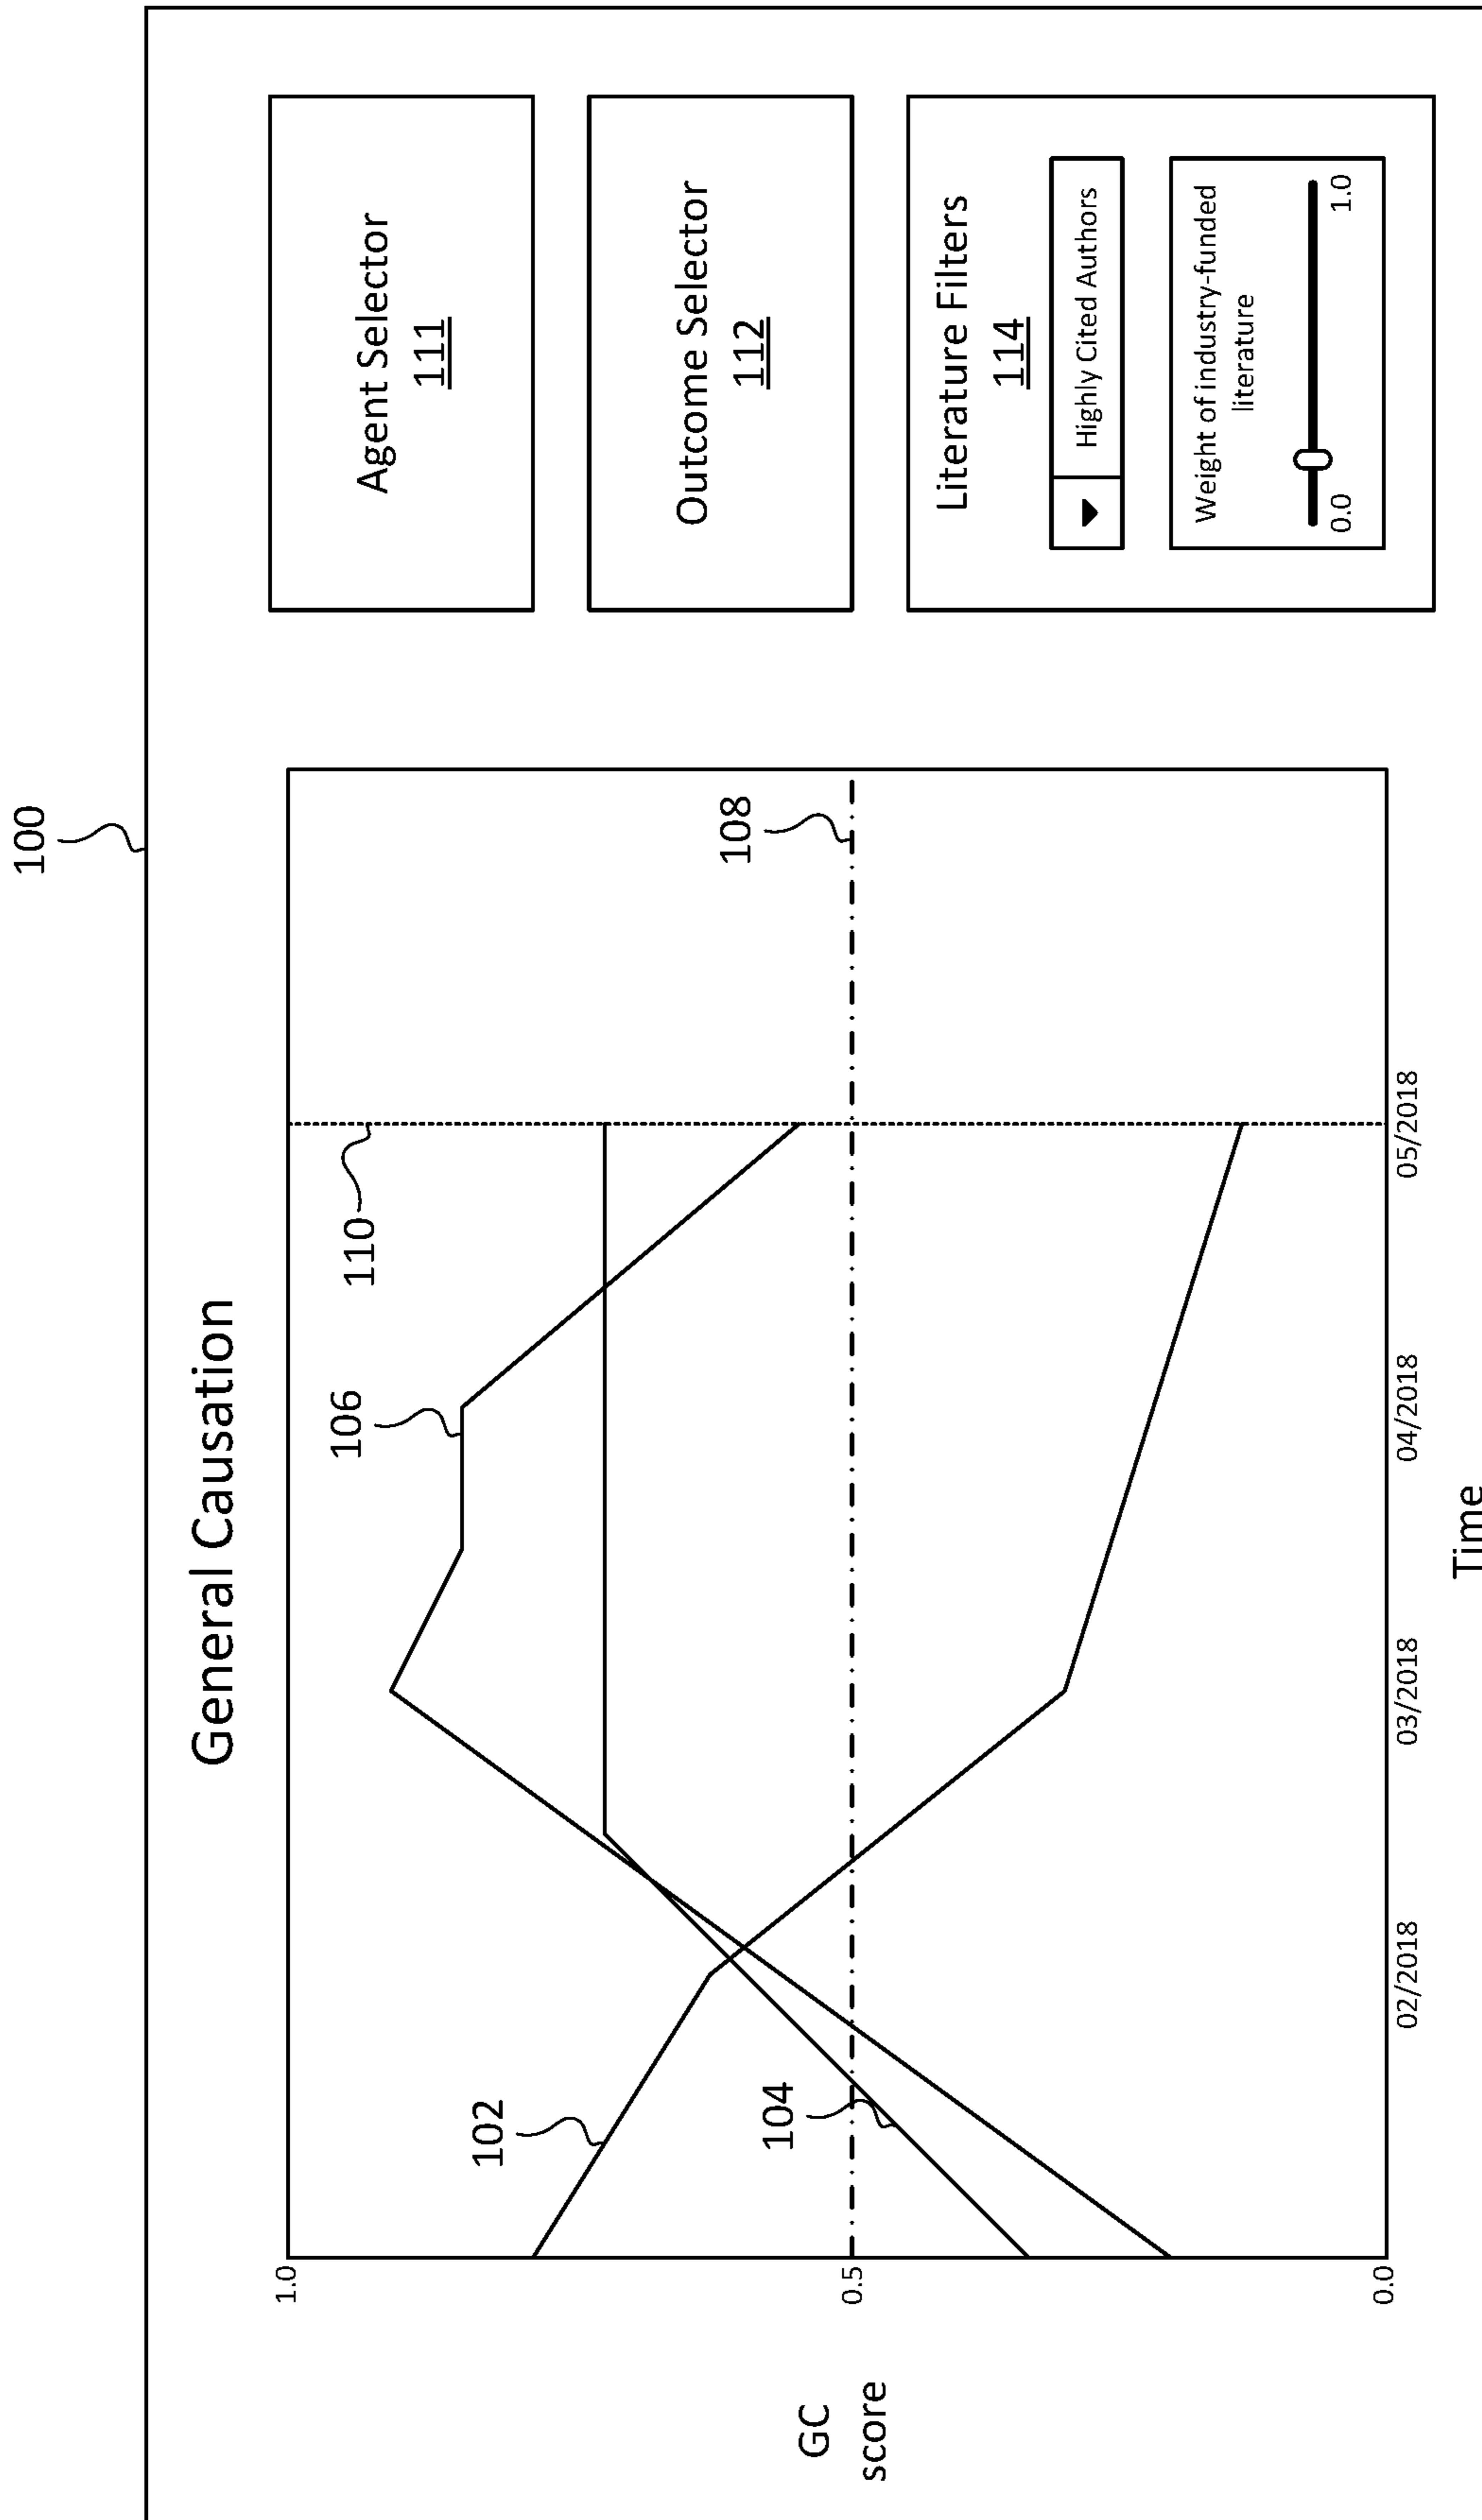 100
General Causation
GC
score
1.0
0.5
0.0
102
104
106
110
108
02/2018
03/2018
04/2018
05/2018
Time
Agent Selector
111
Outcome Selector
112
Literature Filters
114
Highly Cited Authors
Weight of industry-funded
literature
0.0
1.0